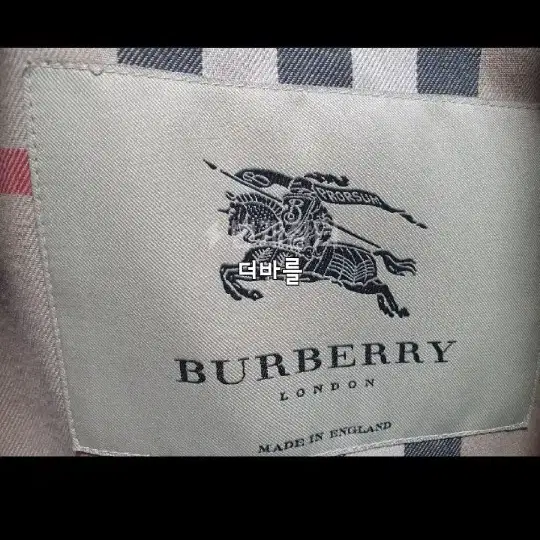 PRORSUM
더바를
BURBERRY
LONDON
MADE IN ENGLAND